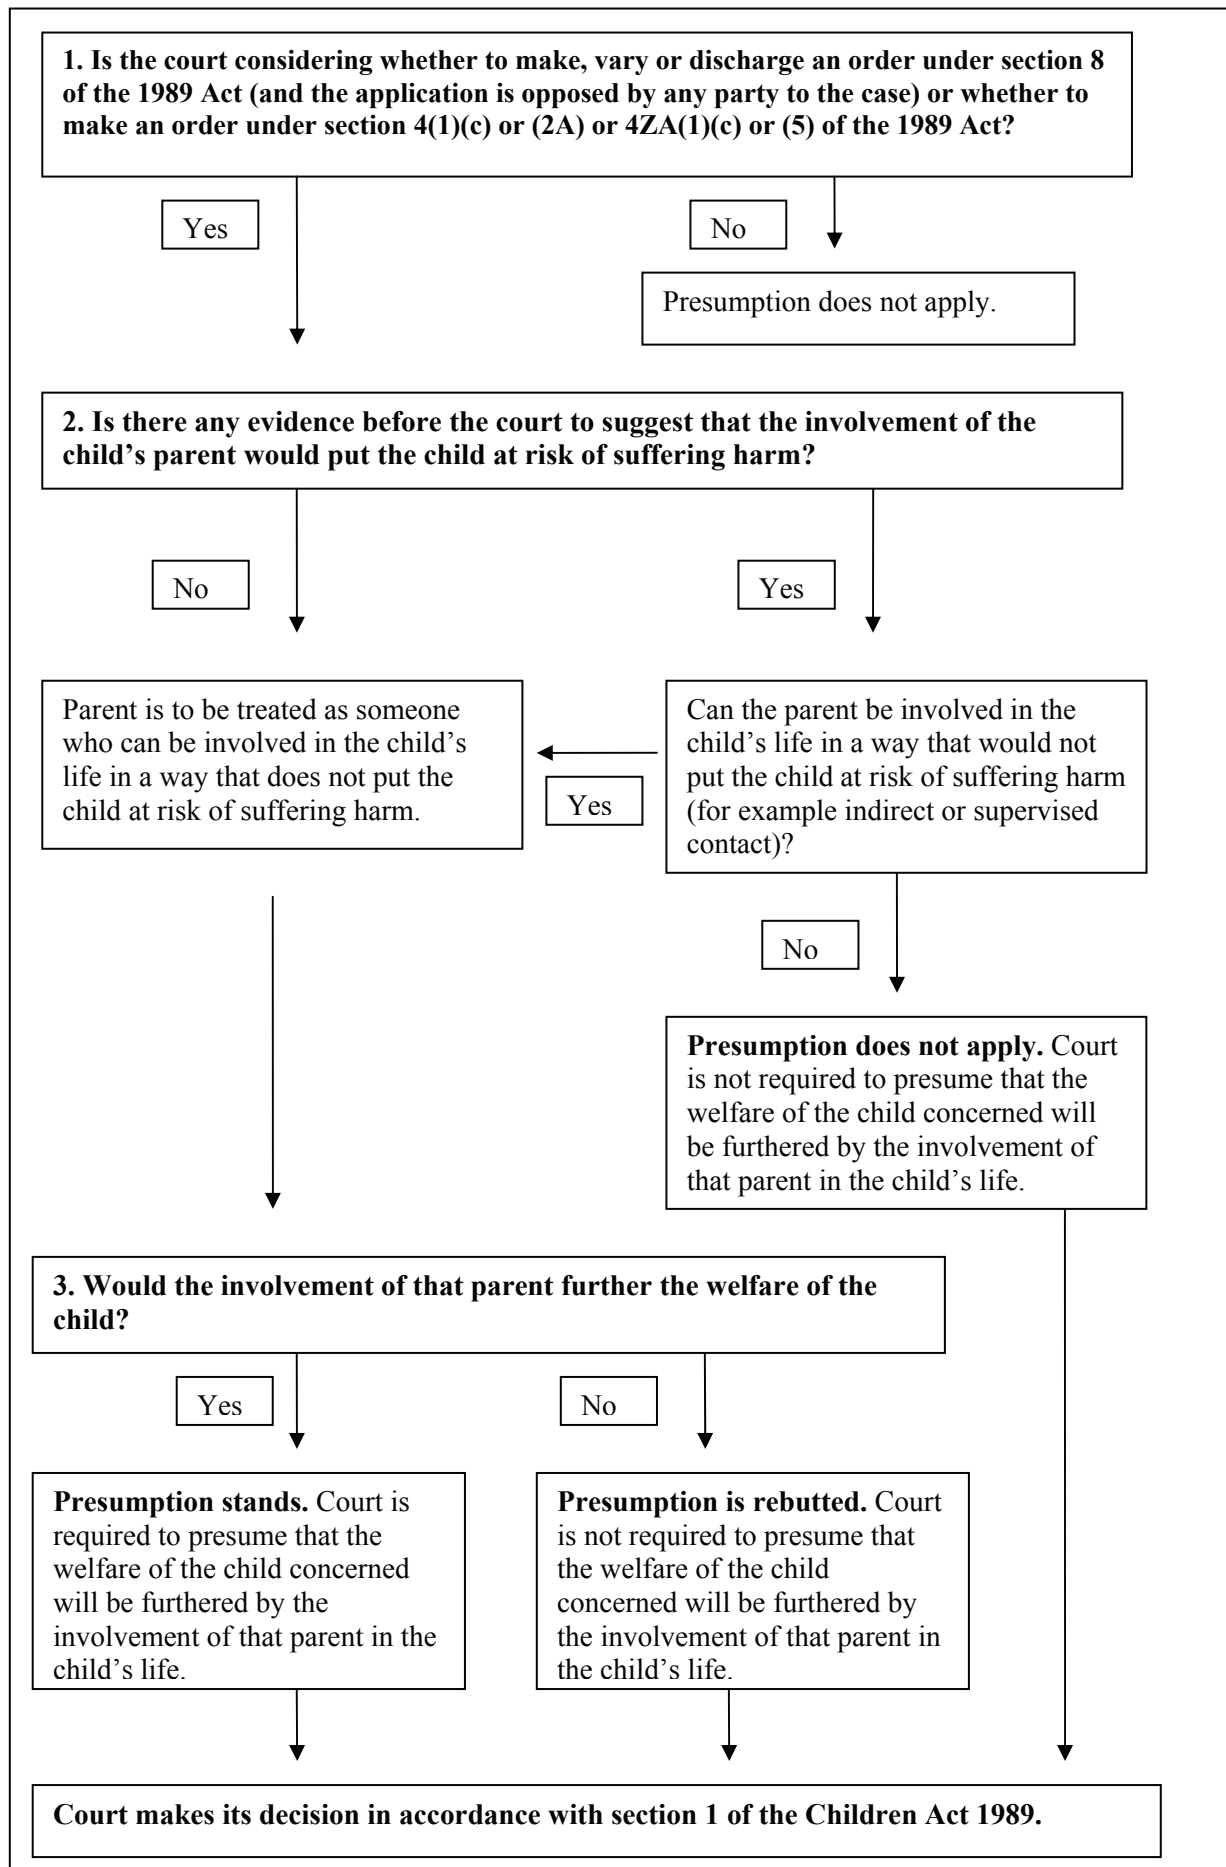 1. Is the court considering whether to make, vary or discharge an order under section 8
of the 1989 Act (and the application is opposed by any party to the case) or whether to
make an order under section 4(1)(c) or (2A) or 4ZA(1)(c) or (5) of the 1989 Act?
Yes
No
Presumption does not apply.
2. Is there any evidence before the court to suggest that the involvement of the
child’s parent would put the child at risk of suffering harm?
No
Yes
Parent is to be treated as someone
who can be involved in the child’s
life in a way that does not put the
child at risk of suffering harm.
Yes
Can the parent be involved in the
child’s life in a way that would not
put the child at risk of suffering harm
(for example indirect or supervised
contact)?
No
Presumption does not apply. Court
is not required to presume that the
welfare of the child concerned will
be furthered by the involvement of
that parent in the child’s life.
3. Would the involvement of that parent further the welfare of the
child?
Yes
No
Presumption stands. Court is
required to presume that the
welfare of the child concerned
will be furthered by the
involvement of that parent in the
child’s life.
Presumption is rebutted. Court
is not required to presume that
the welfare of the child
concerned will be furthered by
the involvement of that parent in
the child’s life.
Court makes its decision in accordance with section 1 of the Children Act 1989.